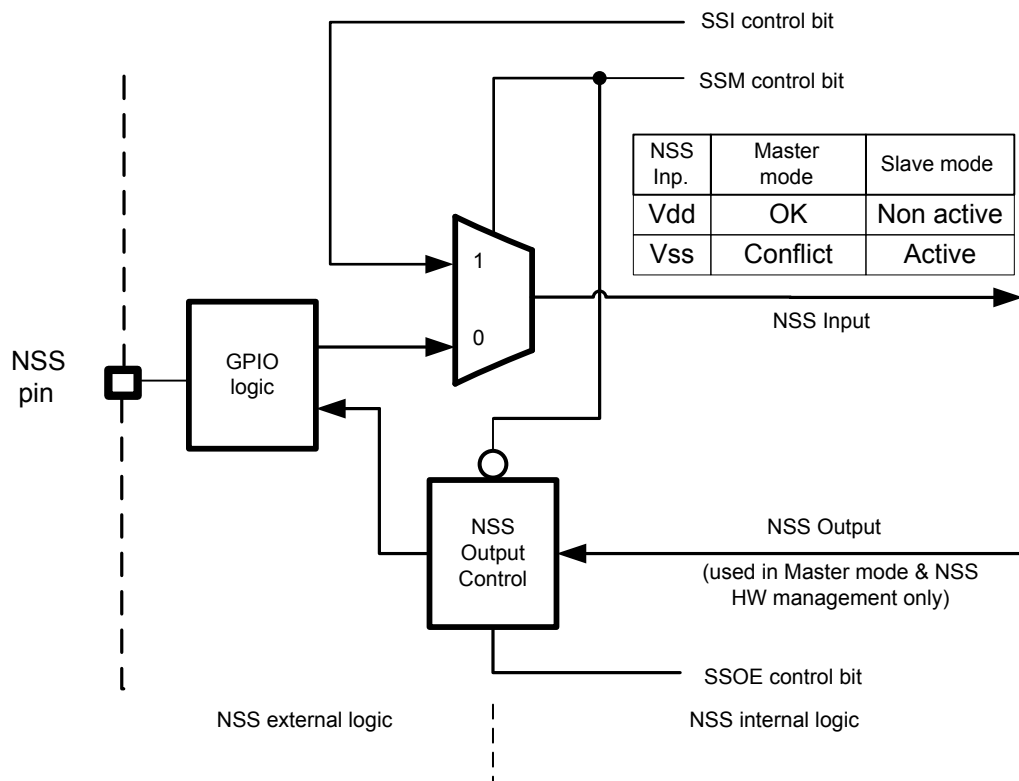 SSI control bit
SSM control bit
NSS Inp. Master mode Slave mode
Vdd OK Non active
Vss Conflict Active
1
0
NSS Input
GPIO
logic
NSS
pin
NSS
Output
Control
NSS Output
(used in Master mode & NSS
HW management only)
SSOE control bit
NSS external logic
NSS internal logic